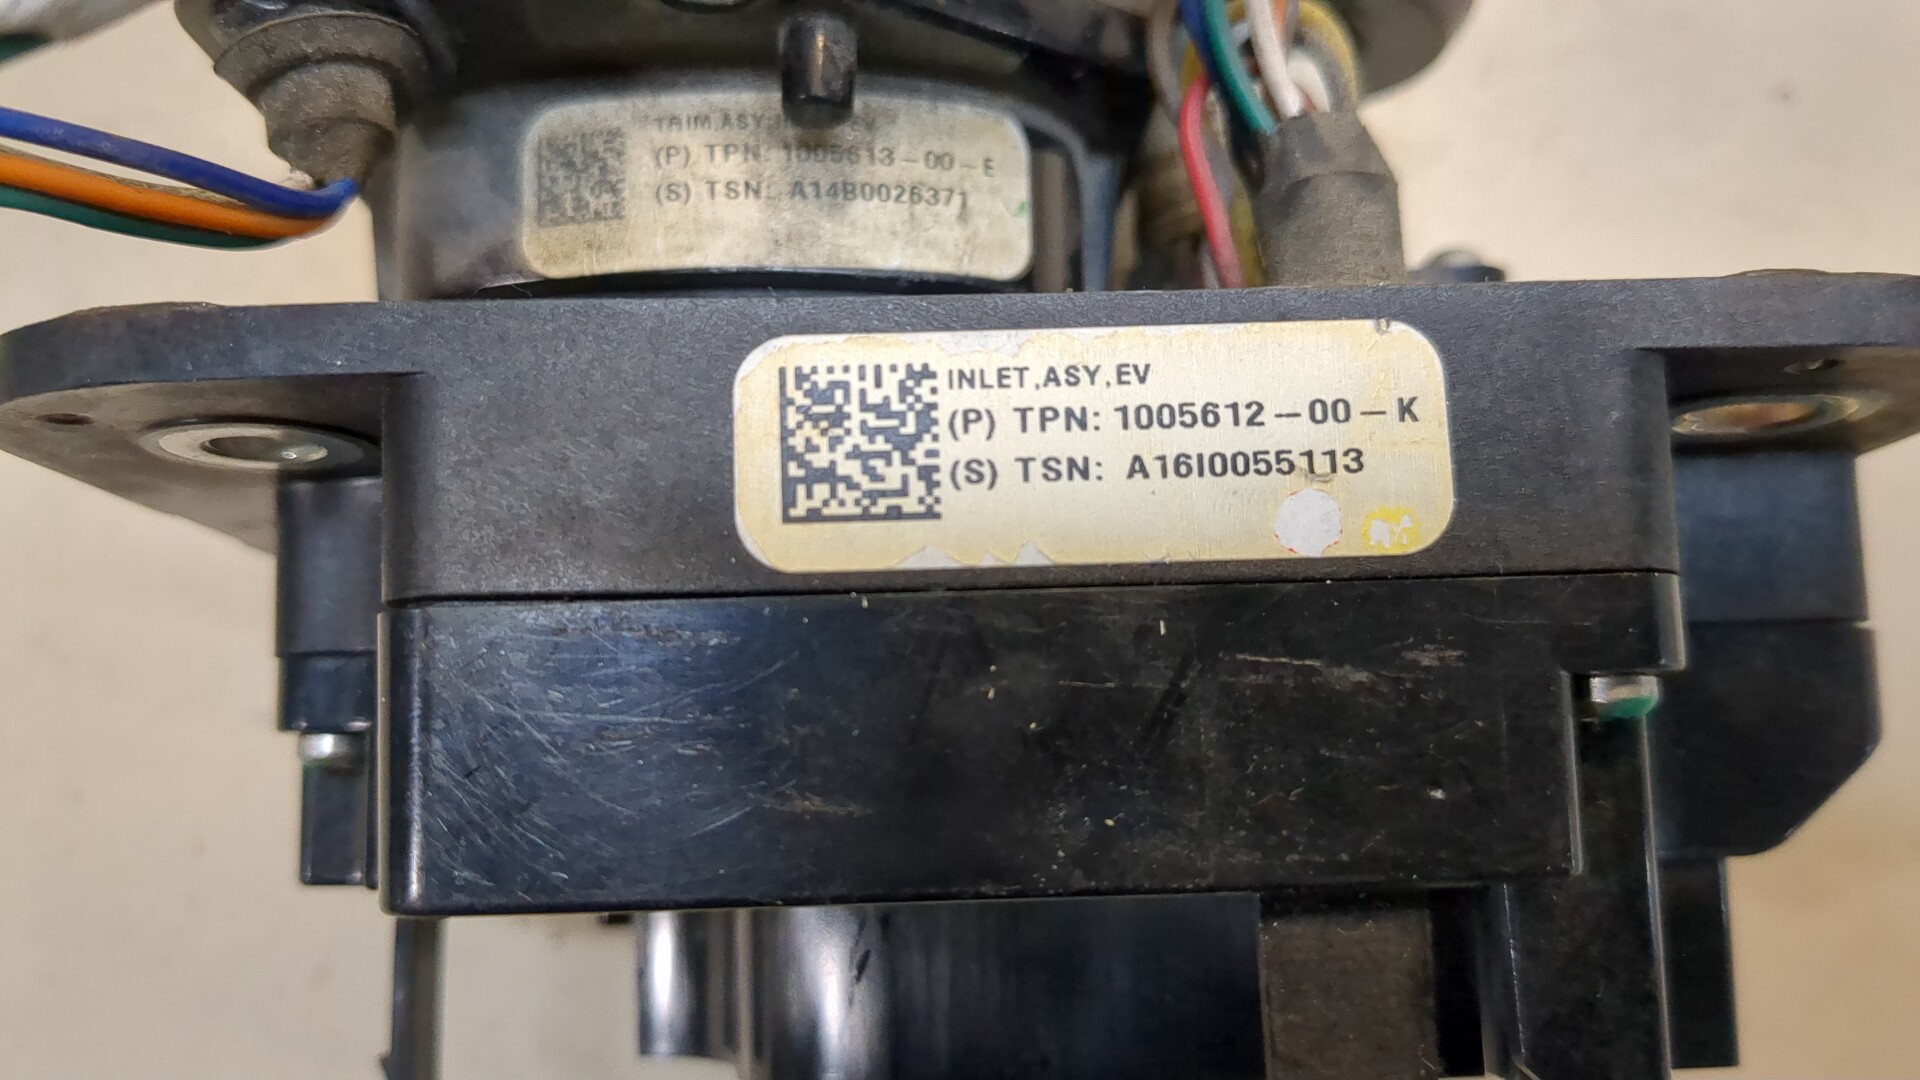 TRIM,ASY,
(P) TPN: 1005613-00-E
(S) TSN: A14B0026371
INLET,ASY,EV
(P) TPN: 1005612-00-K
(S) TSN: A16I0055113